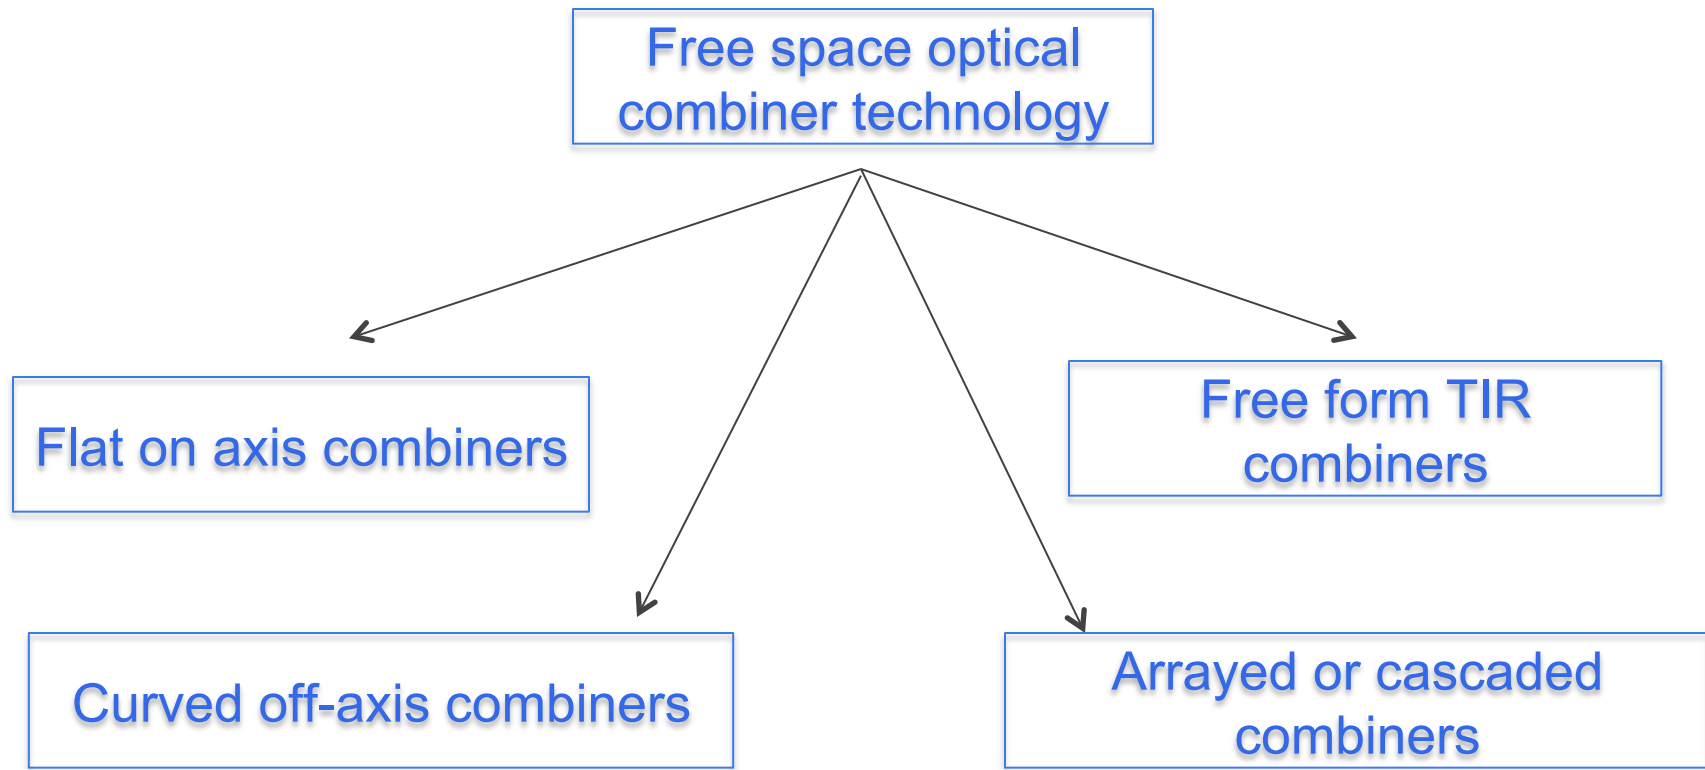 Free space optical
combiner technology
Flat on axis combiners
Free form TIR
combiners
Curved off-axis combiners
Arrayed or cascaded
combiners